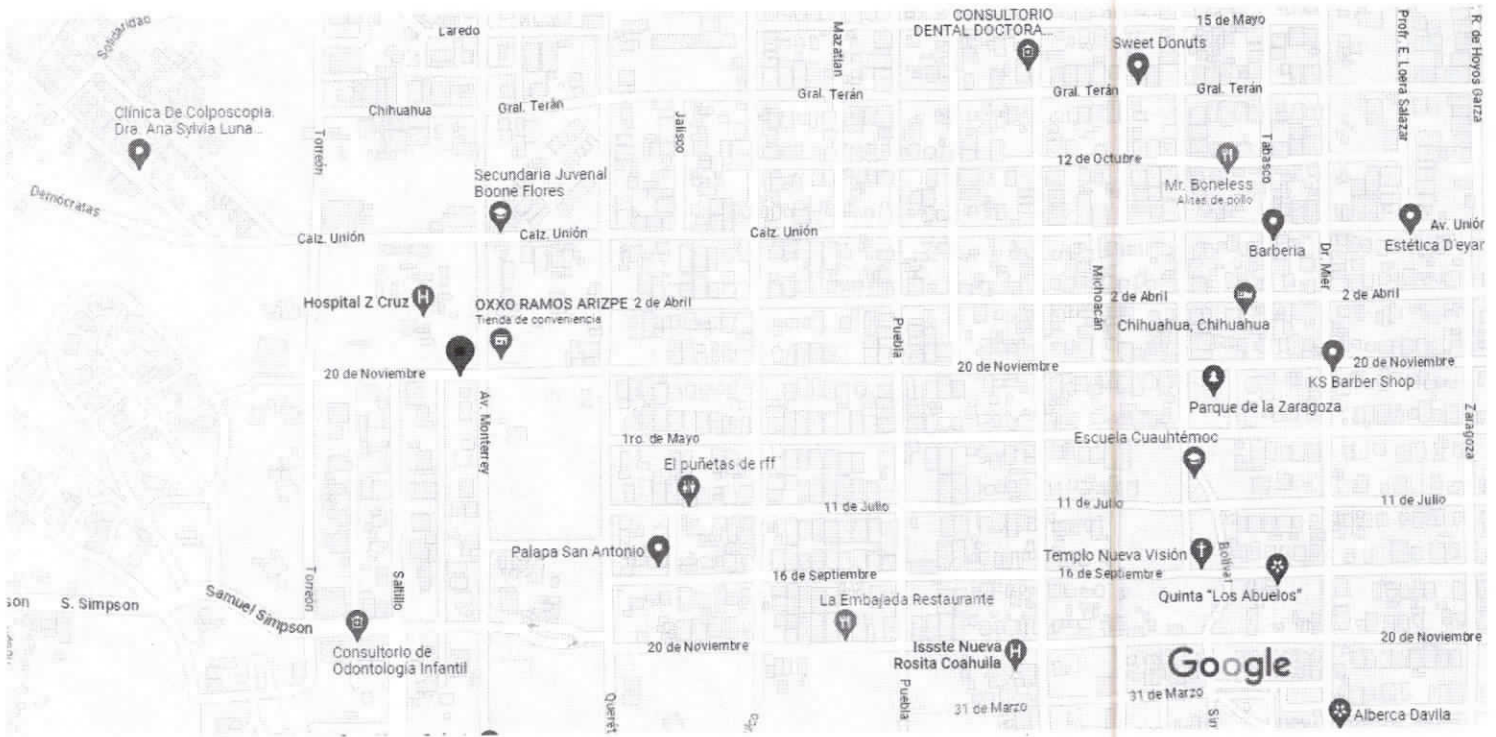 Solidaridad
Laredo
Mazatlan
CONSULTORIO
DENTAL DOCTORA...
15 de Mayo
Sweet Donuts
Profr. E. Loera Salazar
R. de Hoyos Garza
Clínica De Colposcopia.
Dra. Ana Sylvia Luna...
Chihuahua
Gral. Terán
Gral. Terán
Gral. Terán
Gral. Terán
Torreón
Jalisco
Tabasco
12 de Octubre
Mr. Boneless
Alitas de pollo
Secundaria Juvenal
Boone Flores
Demócratas
Calz. Unión
Calz. Unión
Calz. Unión
Barbería
Av. Unión
Estética D'eyar
Dr. Mier
Michoacán
Hospital Z Cruz
OXXO RAMOS ARIZPE
Tienda de conveniencia
2 de Abril
2 de Abril
2 de Abril
Chihuahua, Chihuahua
Puebla
20 de Noviembre
20 de Noviembre
20 de Noviembre
KS Barber Shop
Parque de la Zaragoza
Av. Monterrey
Zaragoza
1ro. de Mayo
Escuela Cuauhtémoc
El puñetas de rff
11 de Julio
11 de Julio
11 de Julio
Palapa San Antonio
Templo Nueva Visión
Bolívar
16 de Septiembre
16 de Septiembre
Quinta "Los Abuelos"
Torreón
Saltillo
son
S. Simpson
Samuel Simpson
La Embajada Restaurante
Consultorio de
Odontología Infantil
20 de Noviembre
Issste Nueva
Rosita Coahuila
20 de Noviembre
Google
Querét
Puebla
31 de Marzo
31 de Marzo
Sin
Alberca Davila